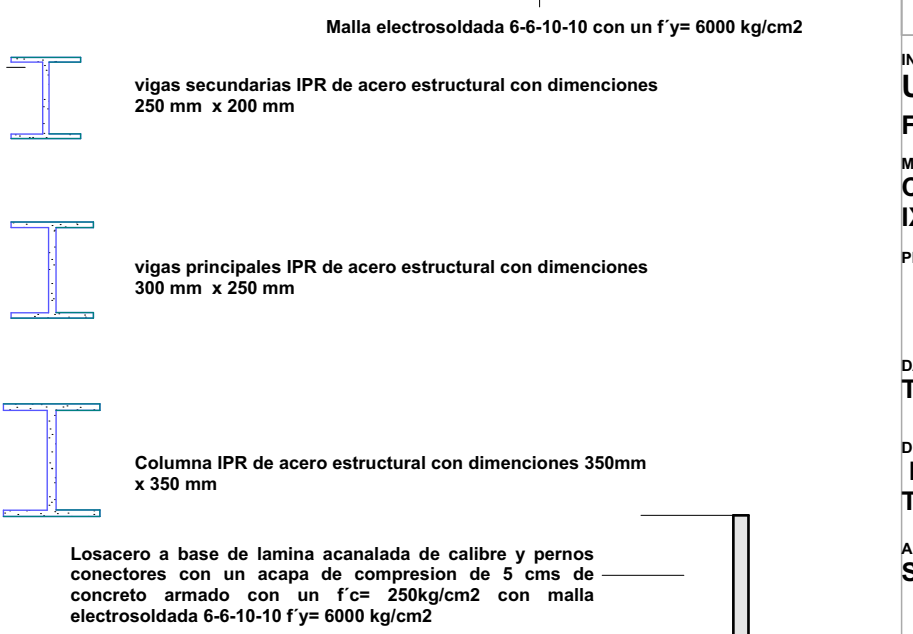 Malla electrosoldada 6-6-10-10 con un f´y= 6000 kg/cm2
vigas secundarias IPR de acero estructural con dimenciones
250 mm  x 200 mm
vigas principales IPR de acero estructural con dimenciones
300 mm  x 250 mm
Columna IPR de acero estructural con dimenciones 350mm
x 350 mm
Losacero a base de lamina acanalada de calibre y pernos
conectores con un acapa de compresion de 5 cms de
concreto armado con un f´c= 250kg/cm2 con malla
electrosoldada 6-6-10-10 f´y= 6000 kg/cm2